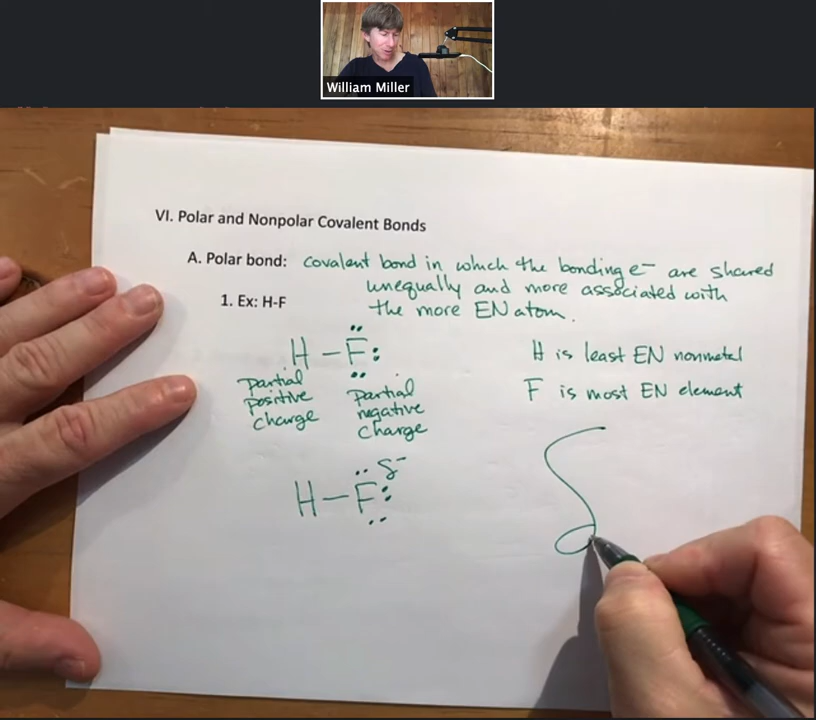 William Miller
VI. Polar and Nonpolar Covalent Bonds
A. Polar bond: covalent bond in which the bonding e⁻ are shared
unequally and more associated with
1. Ex: H-F the more EN atom.
H – F
H is least EN nonmetal
partial positive charge
partial negative charge
F is most EN element
H – F δ⁻
δ